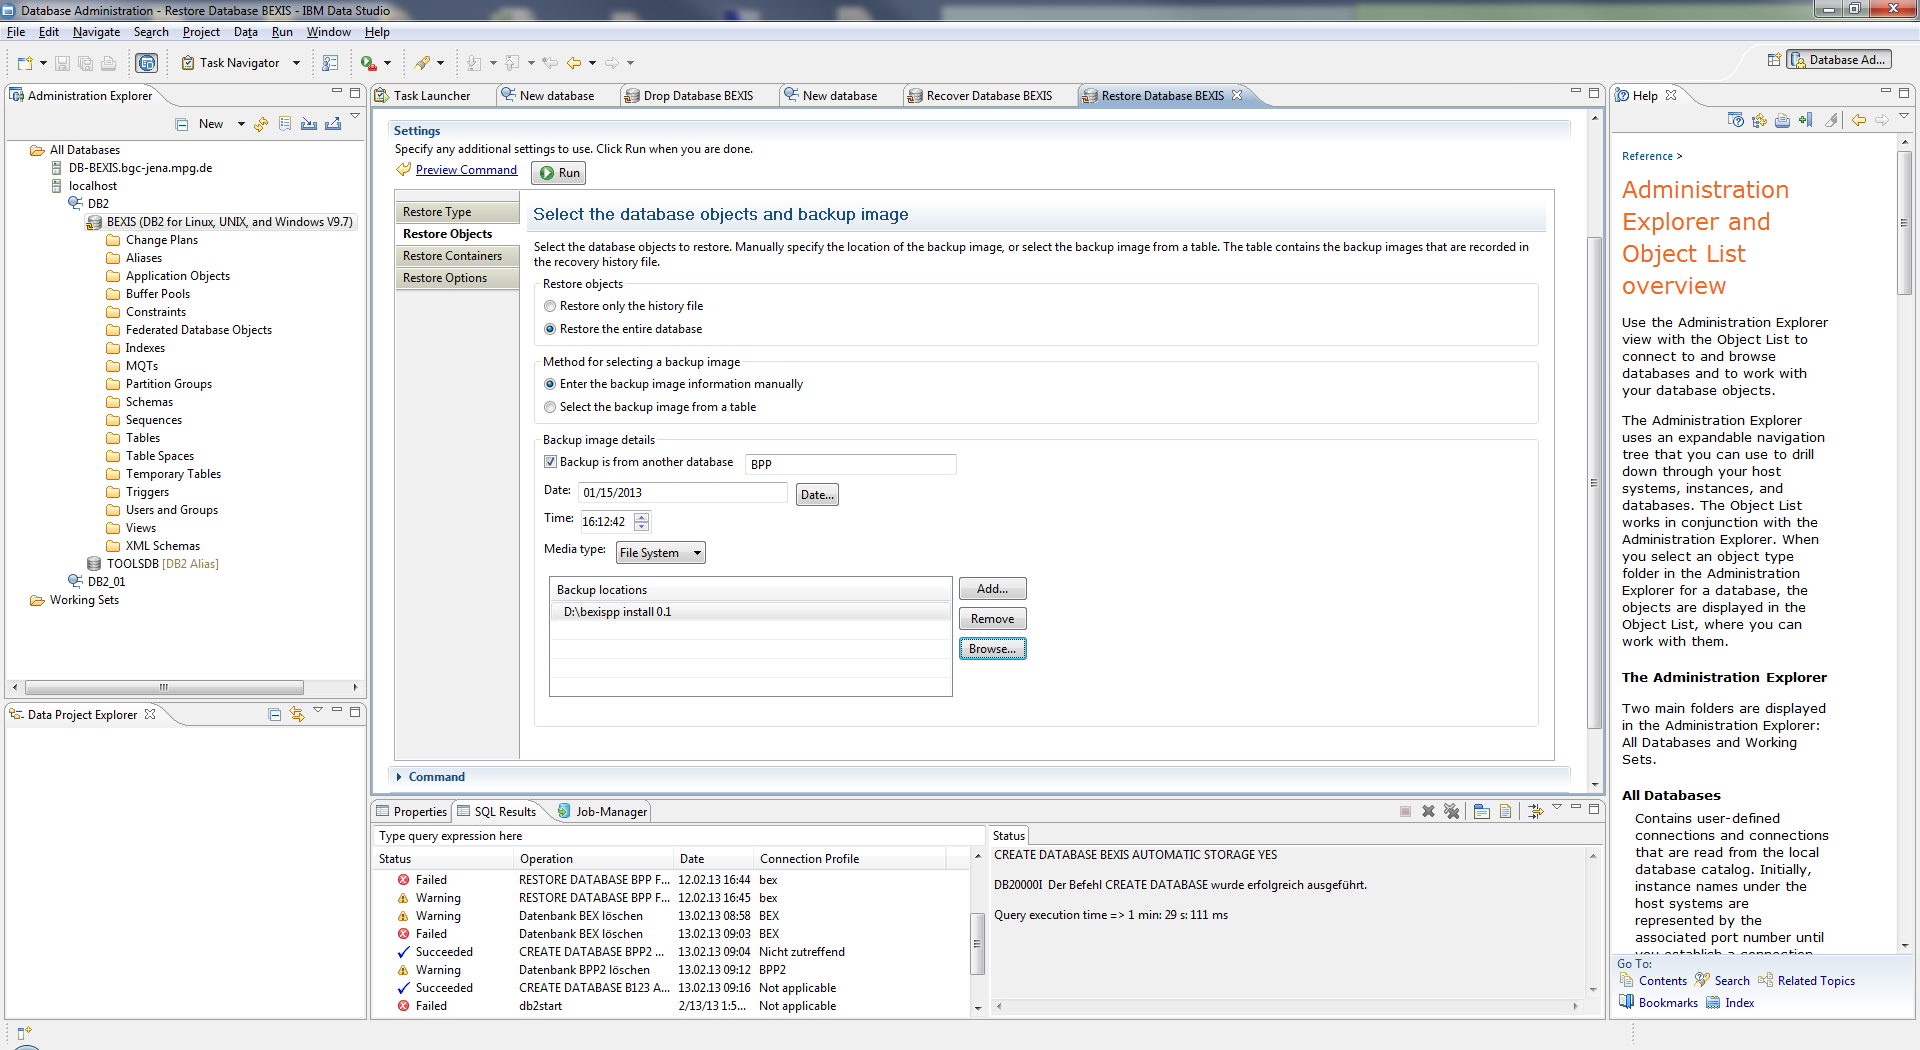 Database Administration - Restore Database BEXIS - IBM Data Studio
File Edit Navigate Search Project Data Run Window Help
Task Navigator
Database Ad...
Administration Explorer
New
All Databases
DB-BEXIS.bgc-jena.mpg.de
localhost
DB2
BEXIS (DB2 for Linux, UNIX, and Windows V9.7)
Change Plans
Aliases
Application Objects
Buffer Pools
Constraints
Federated Database Objects
Indexes
MQTs
Partition Groups
Schemas
Sequences
Tables
Table Spaces
Temporary Tables
Triggers
Users and Groups
Views
XML Schemas
TOOLSDB [DB2 Alias]
DB2_01
Working Sets
Data Project Explorer
Task Launcher
New database
Drop Database BEXIS
New database
Recover Database BEXIS
Restore Database BEXIS
Settings
Specify any additional settings to use. Click Run when you are done.
Preview Command
Run
Restore Type
Restore Objects
Restore Containers
Restore Options
Select the database objects and backup image
Select the database objects to restore. Manually specify the location of the backup image, or select the backup image from a table. The table contains the backup images that are recorded in
the recovery history file.
Restore objects
Restore only the history file
Restore the entire database
Method for selecting a backup image
Enter the backup image information manually
Select the backup image from a table
Backup image details
Backup is from another database BPP
Date: 01/15/2013 Date...
Time: 16:12:42
Media type: File System
Backup locations
D:\bexispp install 0.1
Add...
Remove
Browse...
Command
Properties
SQL Results
Job-Manager
Type query expression here
Status Operation Date Connection Profile
Failed RESTORE DATABASE BPP F... 12.02.13 16:44 bex
Warning RESTORE DATABASE BPP F... 12.02.13 16:45 bex
Warning Datenbank BEX löschen 13.02.13 08:58 BEX
Failed Datenbank BEX löschen 13.02.13 09:03 BEX
Succeeded CREATE DATABASE BPP2 ... 13.02.13 09:04 Nicht zutreffend
Warning Datenbank BPP2 löschen 13.02.13 09:12 BPP2
Succeeded CREATE DATABASE B123 A... 13.02.13 09:16 Not applicable
Failed db2start 2/13/13 1:5... Not applicable
Status
CREATE DATABASE BEXIS AUTOMATIC STORAGE YES
DB20000I Der Befehl CREATE DATABASE wurde erfolgreich ausgeführt.
Query execution time => 1 min: 29 s: 111 ms
Help
Reference >
Administration
Explorer and
Object List
overview
Use the Administration Explorer
view with the Object List to
connect to and browse
databases and to work with
your database objects.
The Administration Explorer
uses an expandable navigation
tree that you can use to drill
down through your host
systems, instances, and
databases. The Object List
works in conjunction with the
Administration Explorer. When
you select an object type
folder in the Administration
Explorer for a database, the
objects are displayed in the
Object List, where you can
work with them.
The Administration Explorer
Two main folders are displayed
in the Administration Explorer:
All Databases and Working
Sets.
All Databases
Contains user-defined
connections and connections
that are read from the local
database catalog. Initially,
instance names under the
host systems are
represented by the
associated port number until
you establish a connection
Go To:
Contents Search Related Topics
Bookmarks Index